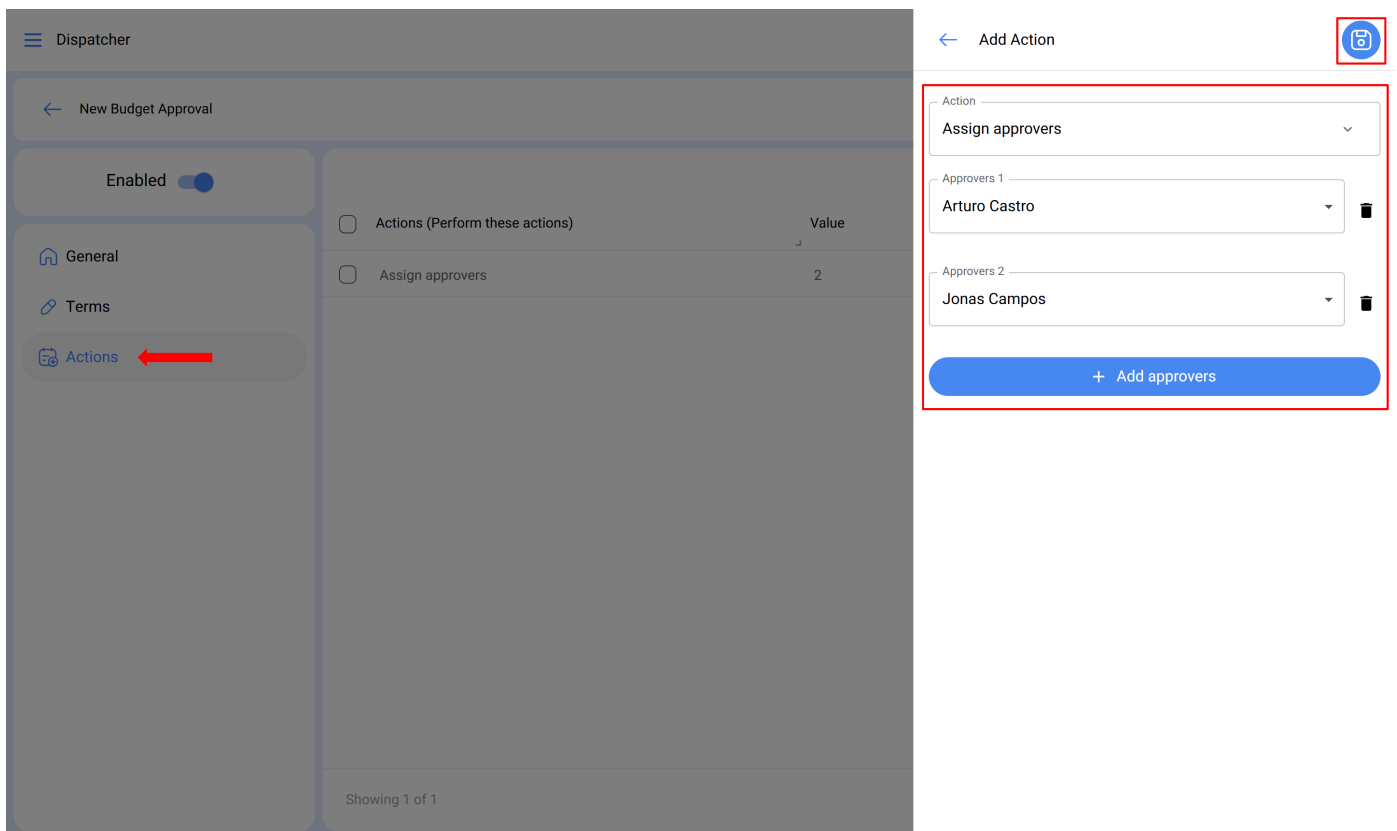 Dispatcher
New Budget Approval
Enabled
General
Terms
Actions
Actions (Perform these actions)
Value
Assign approvers
2
Showing 1 of 1
Add Action
Action
Assign approvers
Approvers 1
Arturo Castro
Approvers 2
Jonas Campos
+ Add approvers